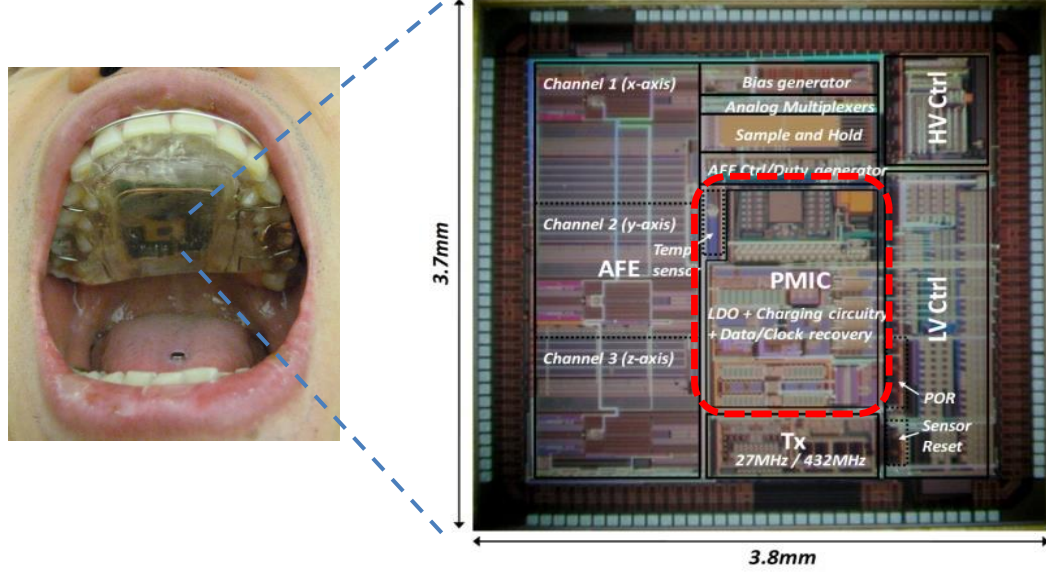 Channel 1 (x-axis)
Bias generator
Analog Multiplexers
Sample and Hold
AFE Ctrl/Duty generator
HV Ctrl
Channel 2 (y-axis)
Temp
sensor
AFE
PMIC
LDO + Charging circuitry
+ Data/Clock recovery
LV Ctrl
Channel 3 (z-axis)
POR
Sensor
Reset
Tx
27MHz / 432MHz
3.7mm
3.8mm